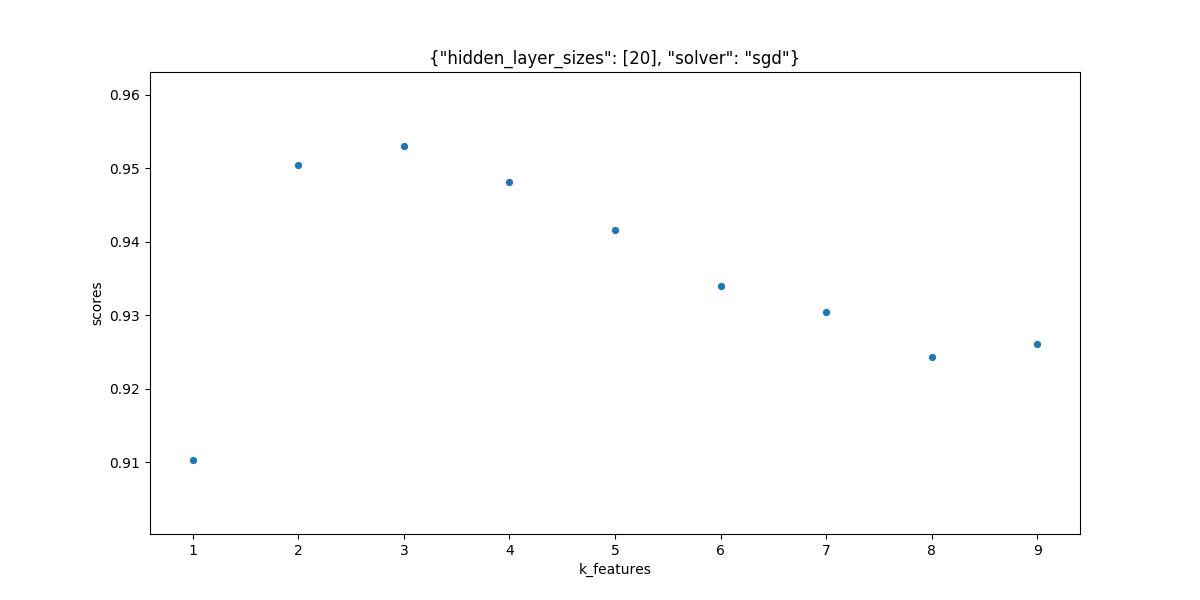 {"hidden_layer_sizes": [20], "solver": "sgd"}
0.96
0.95
0.94
0.93
0.92
0.91
scores
1 2 3 4 5 6 7 8 9
k_features